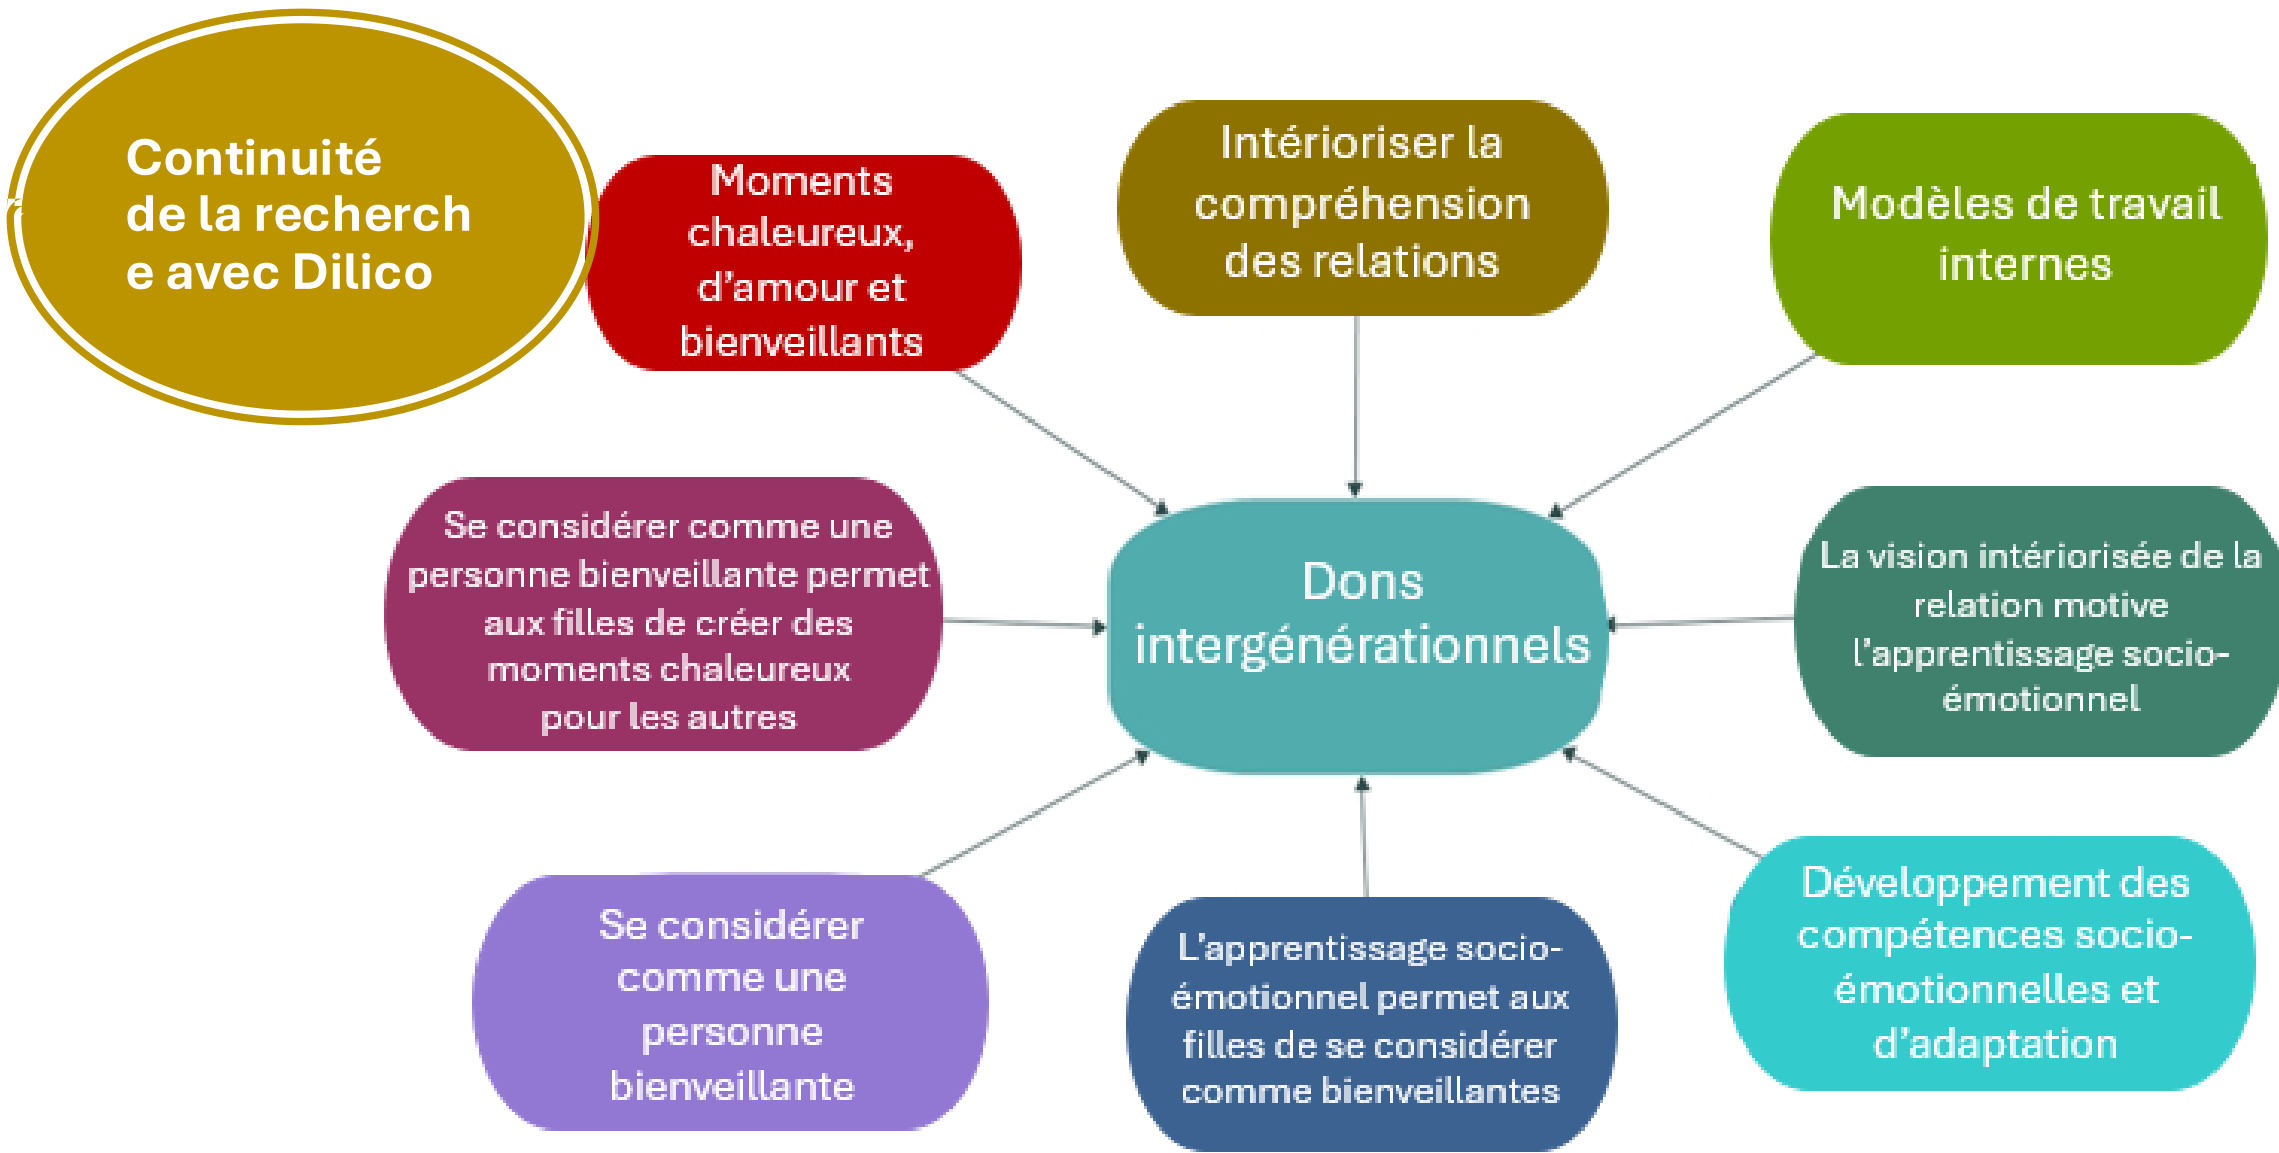 Continuité
de la recherch
e avec Dilico
Moments
chaleureux,
d'amour et
bienveillants
Intérioriser la
compréhension
des relations
Modèles de travail
internes
Se considérer comme une
personne bienveillante permet
aux filles de créer des
moments chaleureux
pour les autres
Dons
intergénérationnels
La vision intériorisée de la
relation motive
l'apprentissage socio-
émotionnel
Se considérer
comme une
personne
bienveillante
L'apprentissage socio-
émotionnel permet aux
filles de se considérer
comme bienveillantes
Développement des
compétences socio-
émotionnelles et
d'adaptation